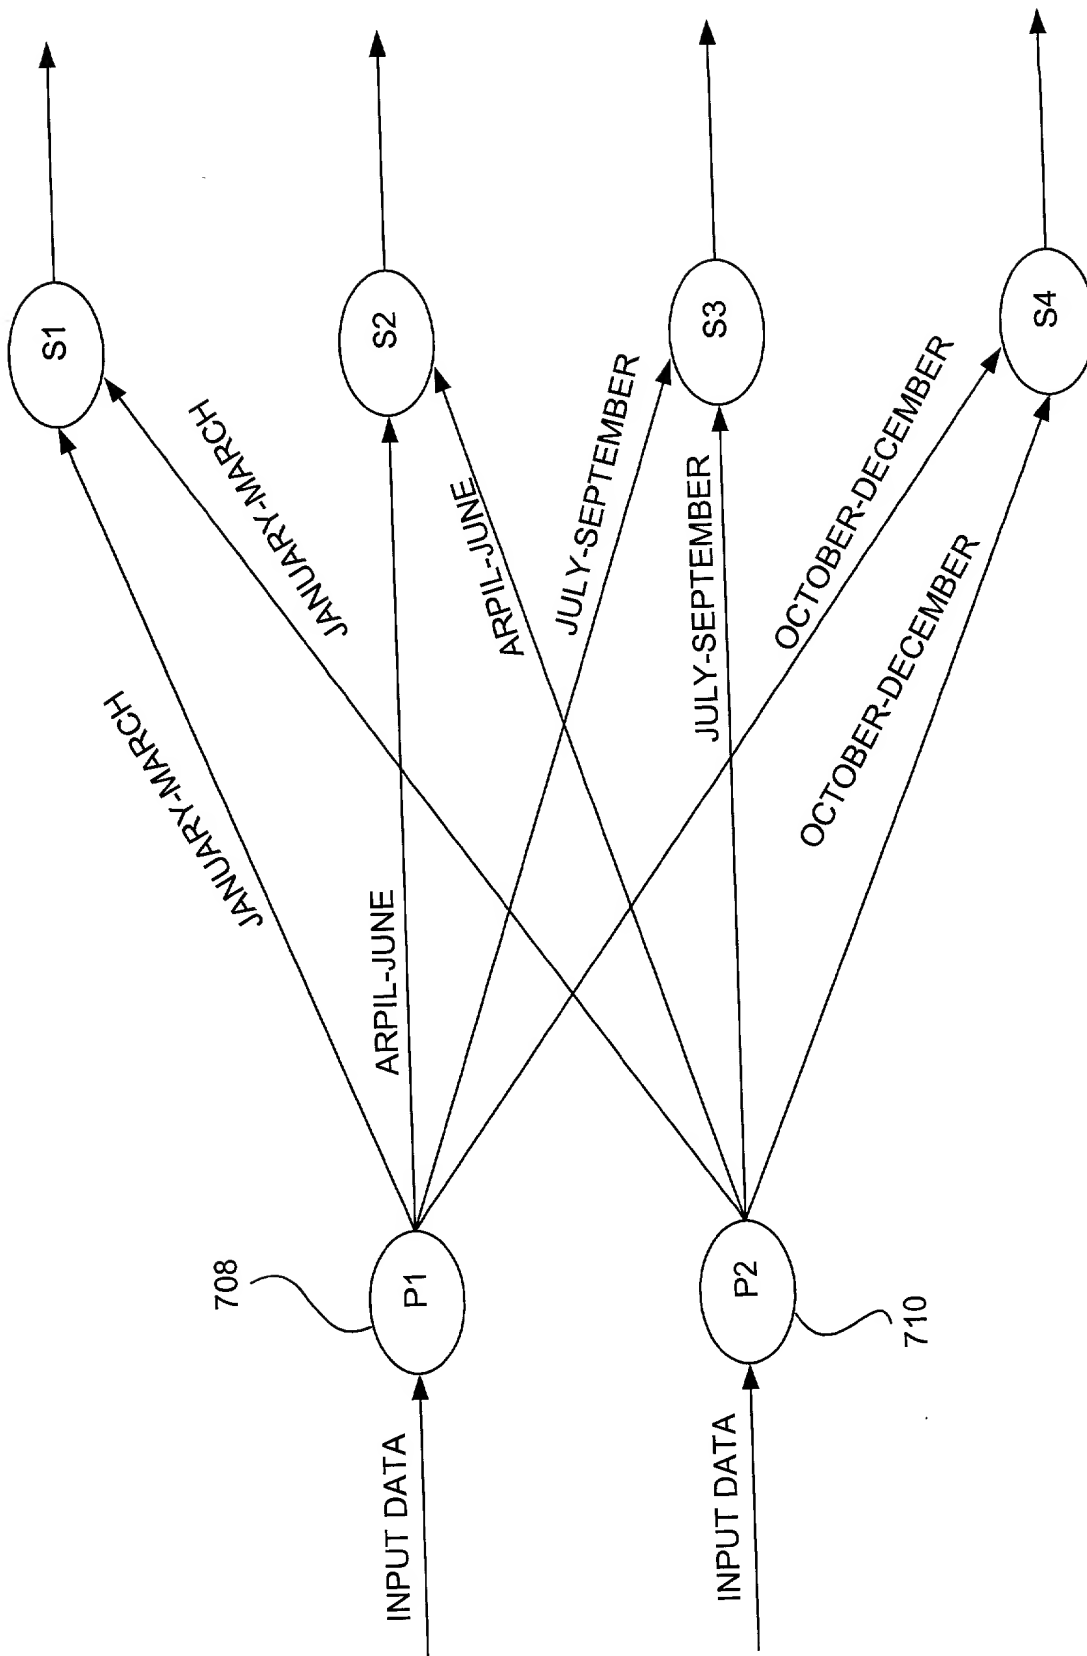 708
INPUT DATA
P1
JANUARY-MARCH
ARPIL-JUNE
JULY-SEPTEMBER
OCTOBER-DECEMBER
INPUT DATA
P2
710
JANUARY-MARCH
ARPIL-JUNE
JULY-SEPTEMBER
OCTOBER-DECEMBER
S1
S2
S3
S4